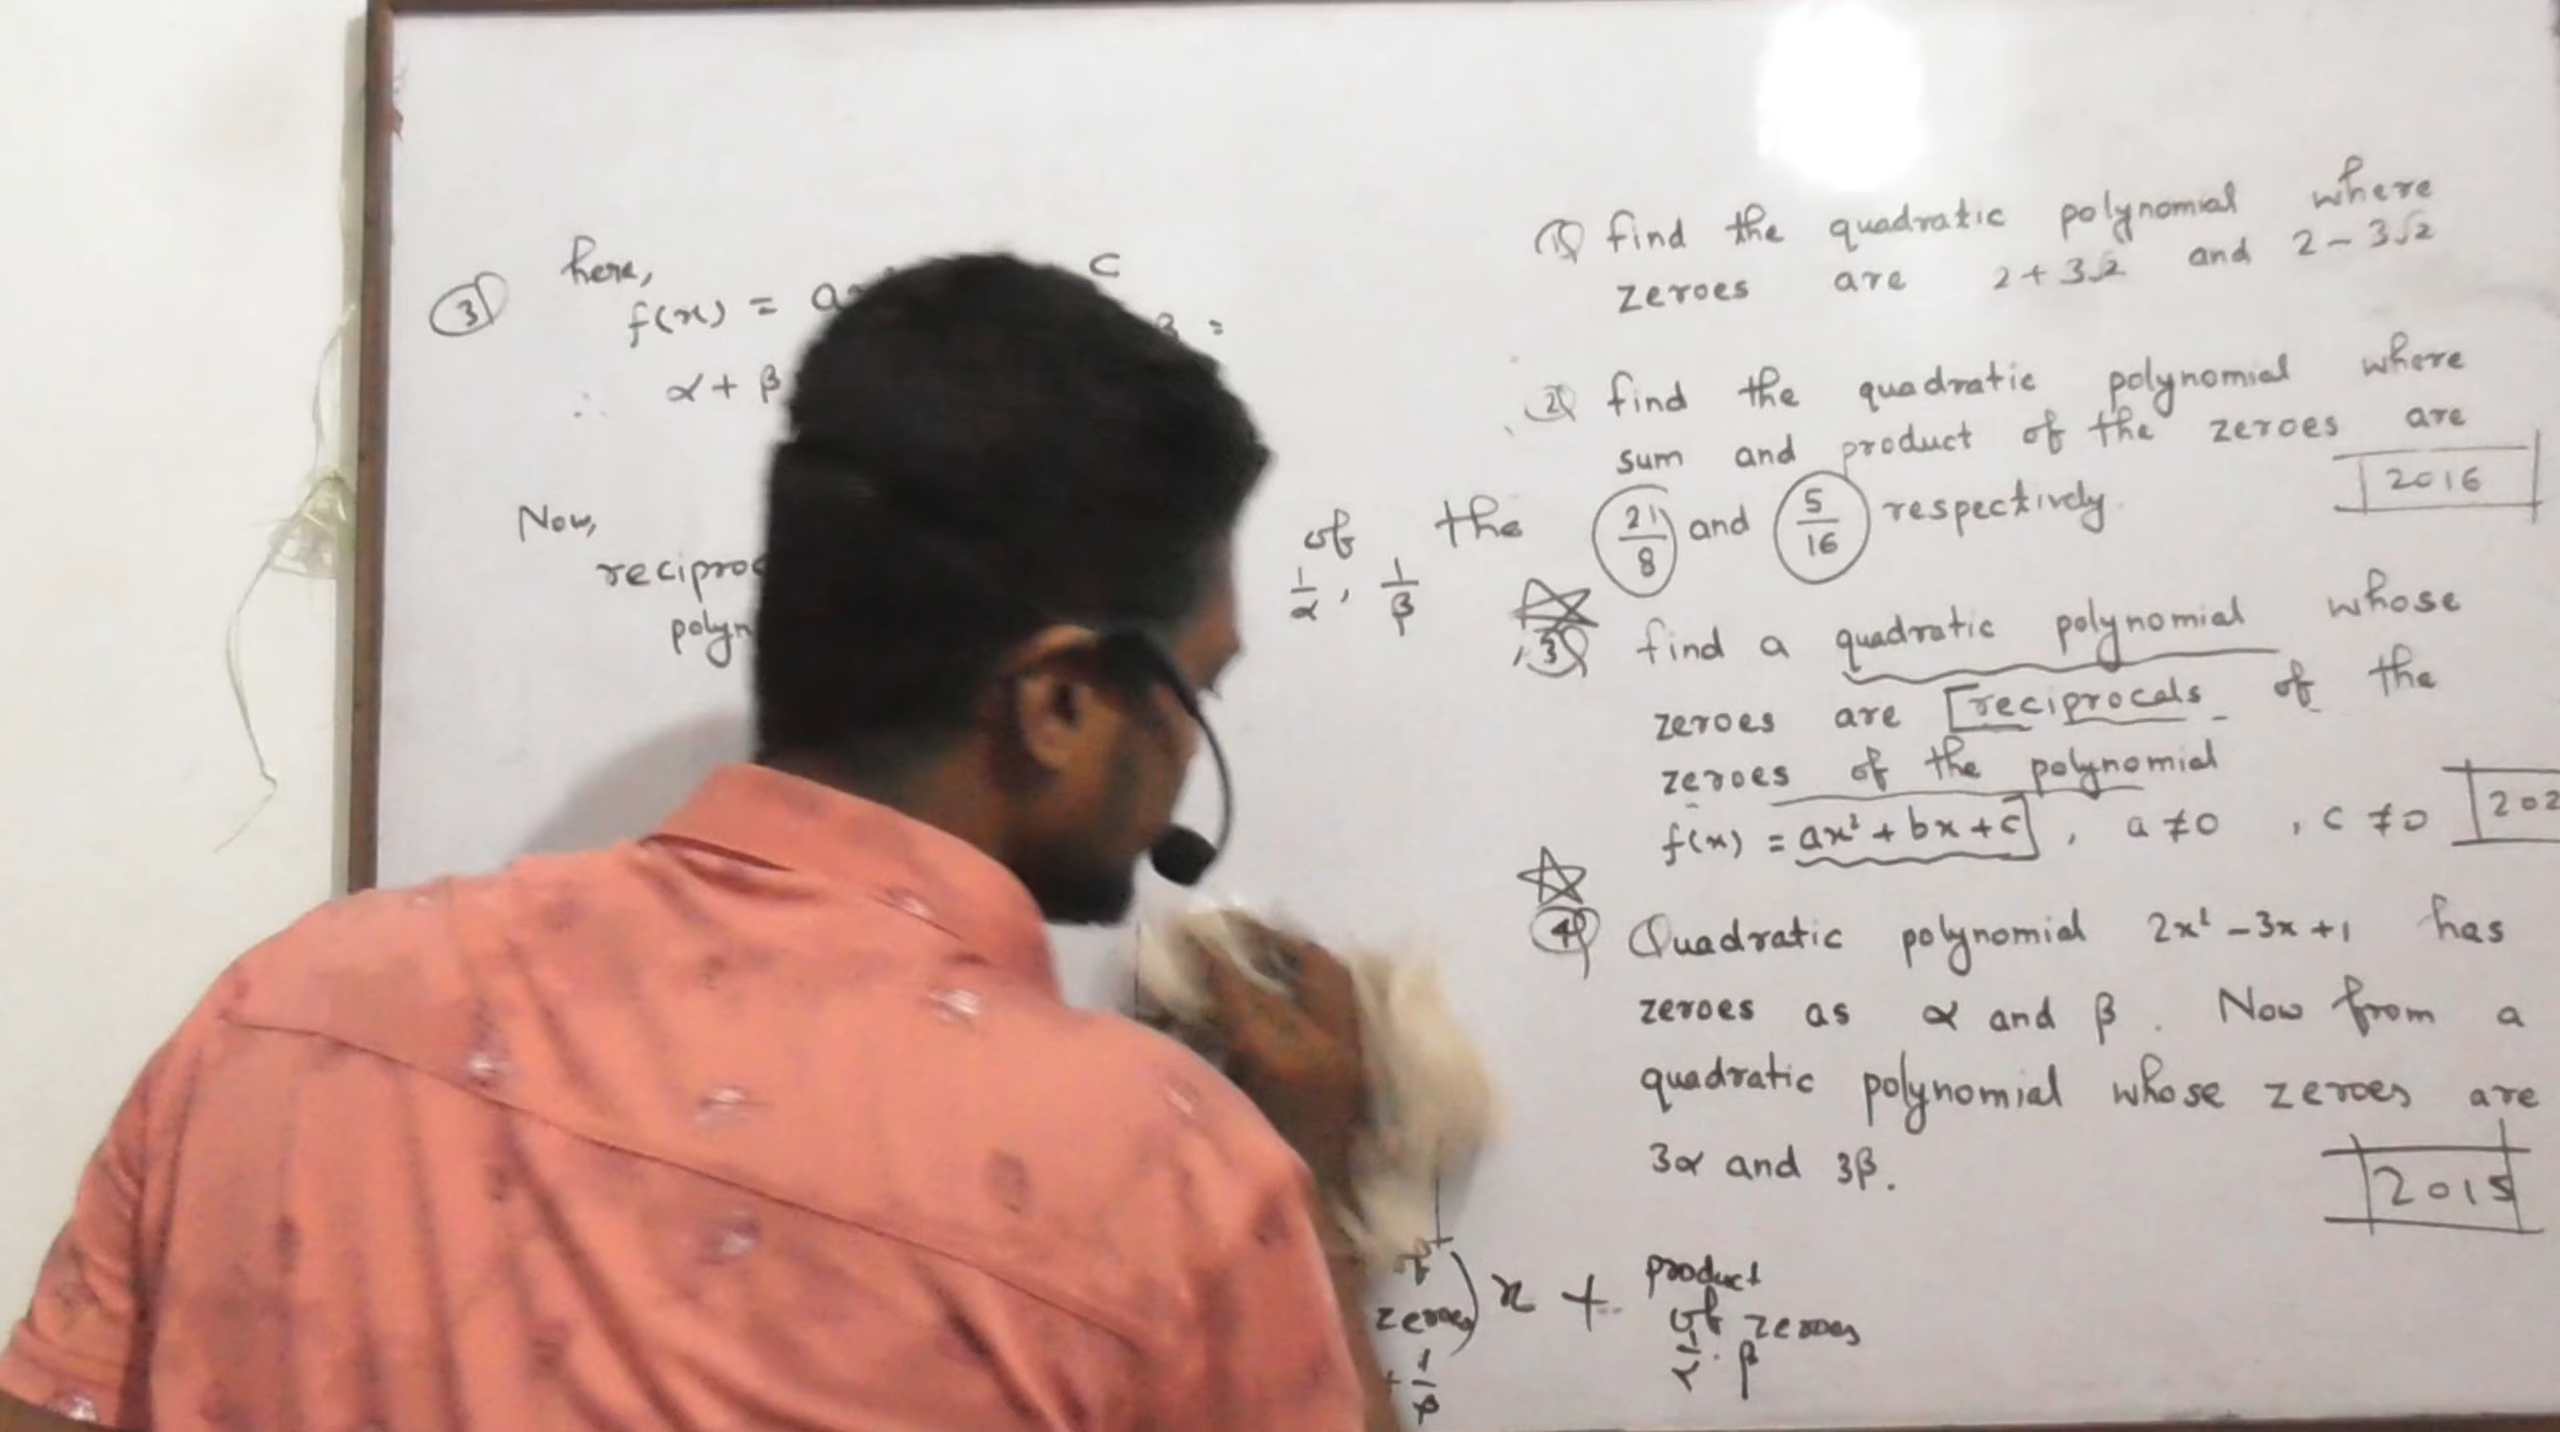 ③ here,
f(x) = a
c
β =
∴ α + β
Now,
recipro
polyn
of the
1/α, 1/β
① find the quadratic polynomial where
zeroes are 2+3√2 and 2-3√2
② find the quadratic polynomial where
sum and product of the zeroes are
21/8 and 5/16 respectively.
2016
③ find a quadratic polynomial whose
zeroes are reciprocals of the
zeroes of the polynomial
f(x) = ax² + bx + c, a≠0, c≠0 202
④ Quadratic polynomial 2x² - 3x + 1 has
zeroes as α and β. Now from a
quadratic polynomial whose zeroes are
3α and 3β.
2015
of zeroes) x + product of zeroes
+ 1/β